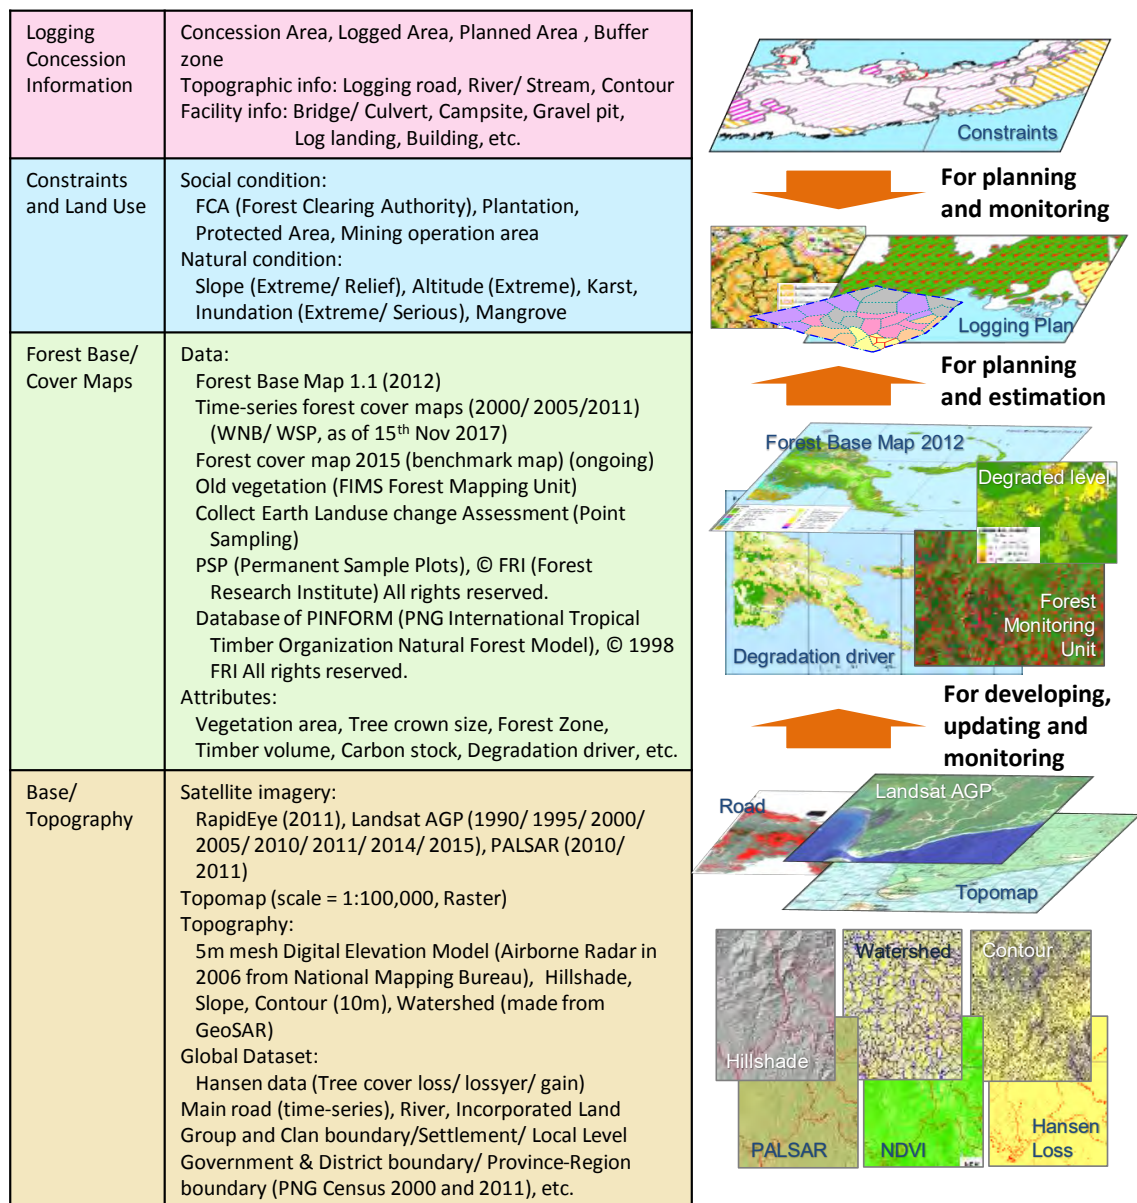 Logging
Concession
Information
Concession Area, Logged Area, Planned Area , Buffer
zone
Topographic info: Logging road, River/ Stream, Contour
Facility info: Bridge/ Culvert, Campsite, Gravel pit,
Log landing, Building, etc.
Constraints
and Land Use
Social condition:
FCA (Forest Clearing Authority), Plantation,
Protected Area, Mining operation area
Natural condition:
Slope (Extreme/ Relief), Altitude (Extreme), Karst,
Inundation (Extreme/ Serious), Mangrove
Forest Base/
Cover Maps
Data:
Forest Base Map 1.1 (2012)
Time-series forest cover maps (2000/ 2005/2011)
(WNB/ WSP, as of 15th Nov 2017)
Forest cover map 2015 (benchmark map) (ongoing)
Old vegetation (FIMS Forest Mapping Unit)
Collect Earth Landuse change Assessment (Point
Sampling)
PSP (Permanent Sample Plots), © FRI (Forest
Research Institute) All rights reserved.
Database of PINFORM (PNG International Tropical
Timber Organization Natural Forest Model), © 1998
FRI All rights reserved.
Attributes:
Vegetation area, Tree crown size, Forest Zone,
Timber volume, Carbon stock, Degradation driver, etc.
Base/
Topography
Satellite imagery:
RapidEye (2011), Landsat AGP (1990/ 1995/ 2000/
2005/ 2010/ 2011/ 2014/ 2015), PALSAR (2010/
2011)
Topomap (scale = 1:100,000, Raster)
Topography:
5m mesh Digital Elevation Model (Airborne Radar in
2006 from National Mapping Bureau), Hillshade,
Slope, Contour (10m), Watershed (made from
GeoSAR)
Global Dataset:
Hansen data (Tree cover loss/ lossyer/ gain)
Main road (time-series), River, Incorporated Land
Group and Clan boundary/Settlement/ Local Level
Government & District boundary/ Province-Region
boundary (PNG Census 2000 and 2011), etc.
Constraints
For planning
and monitoring
Logging Plan
For planning
and estimation
Forest Base Map 2012
Degraded level
Forest
Monitoring
Unit
Degradation driver
For developing,
updating and
monitoring
Road
Landsat AGP
Topomap
Watershed
Contour
Hillshade
PALSAR
NDVI
Hansen
Loss